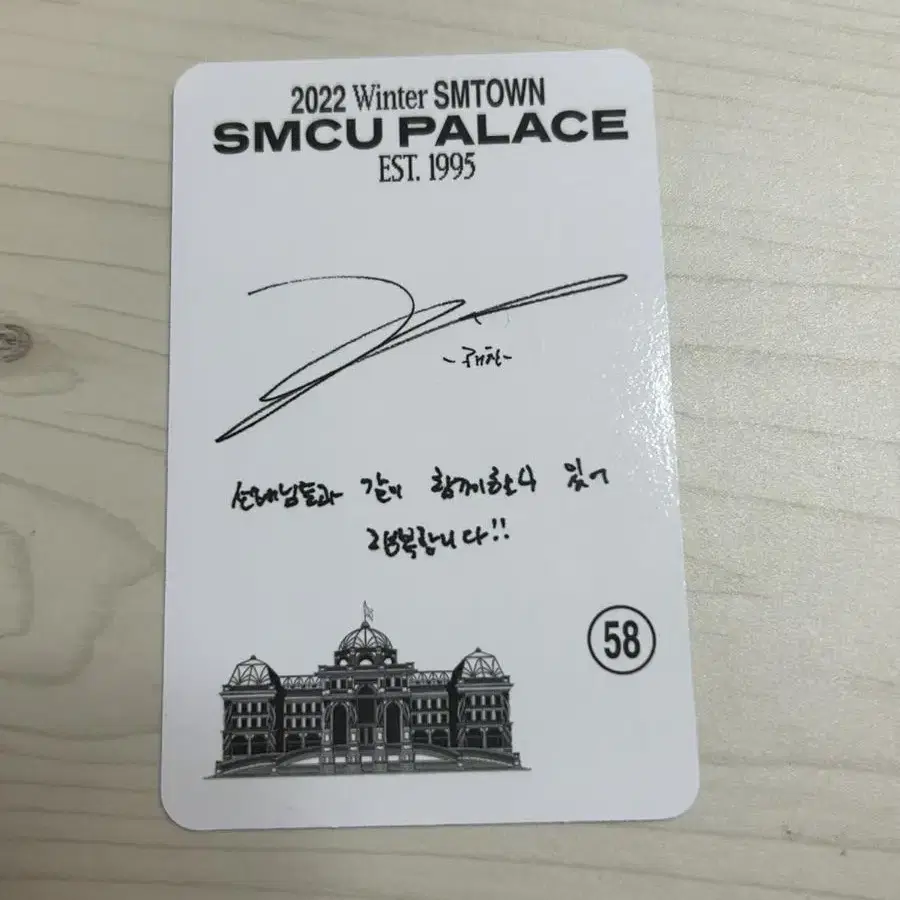 2022 Winter SMTOWN
SMCU PALACE
EST. 1995
-해찬-
선배님들과 같이 함께할수 있어
행복합니다!!
58